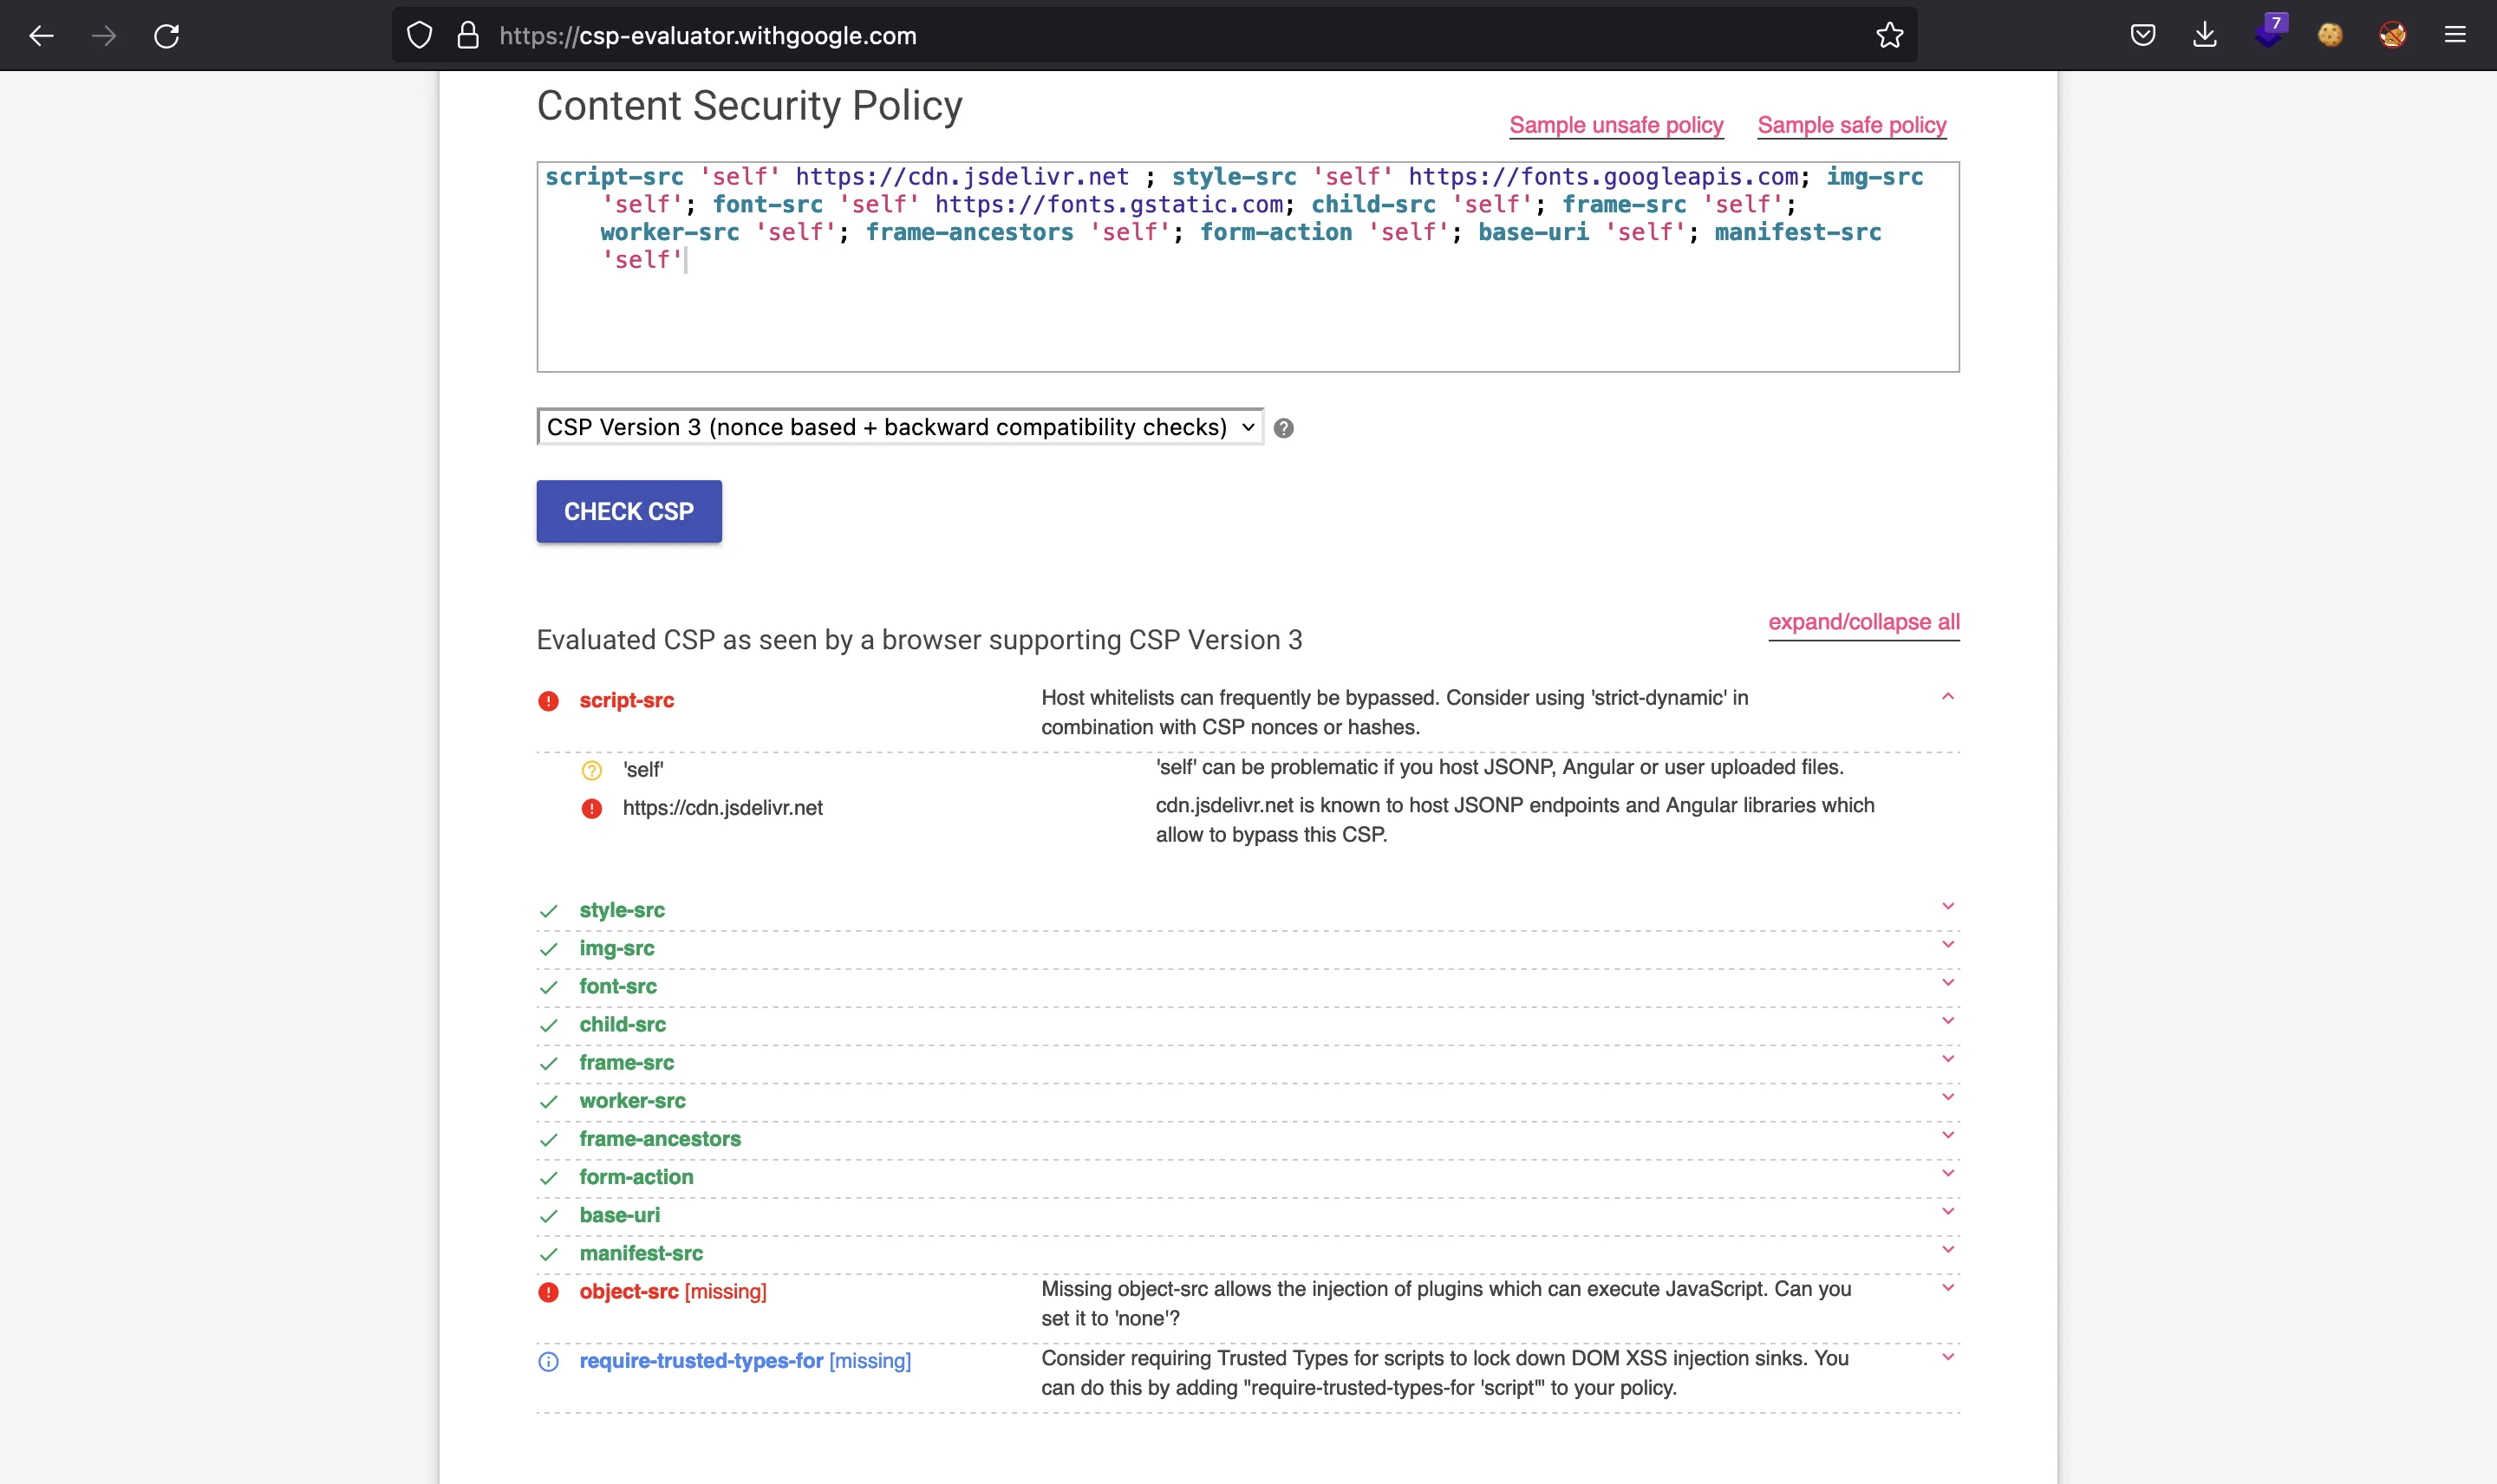 https://csp-evaluator.withgoogle.com
7
Content Security Policy
Sample unsafe policy
Sample safe policy
script-src 'self' https://cdn.jsdelivr.net ; style-src 'self' https://fonts.googleapis.com; img-src
'self'; font-src 'self' https://fonts.gstatic.com; child-src 'self'; frame-src 'self';
worker-src 'self'; frame-ancestors 'self'; form-action 'self'; base-uri 'self'; manifest-src
'self'
CSP Version 3 (nonce based + backward compatibility checks)
?
CHECK CSP
expand/collapse all
Evaluated CSP as seen by a browser supporting CSP Version 3
script-src
Host whitelists can frequently be bypassed. Consider using 'strict-dynamic' in
combination with CSP nonces or hashes.
'self'
'self' can be problematic if you host JSONP, Angular or user uploaded files.
https://cdn.jsdelivr.net
cdn.jsdelivr.net is known to host JSONP endpoints and Angular libraries which
allow to bypass this CSP.
style-src
img-src
font-src
child-src
frame-src
worker-src
frame-ancestors
form-action
base-uri
manifest-src
object-src [missing]
Missing object-src allows the injection of plugins which can execute JavaScript. Can you
set it to 'none'?
require-trusted-types-for [missing]
Consider requiring Trusted Types for scripts to lock down DOM XSS injection sinks. You
can do this by adding "require-trusted-types-for 'script'" to your policy.